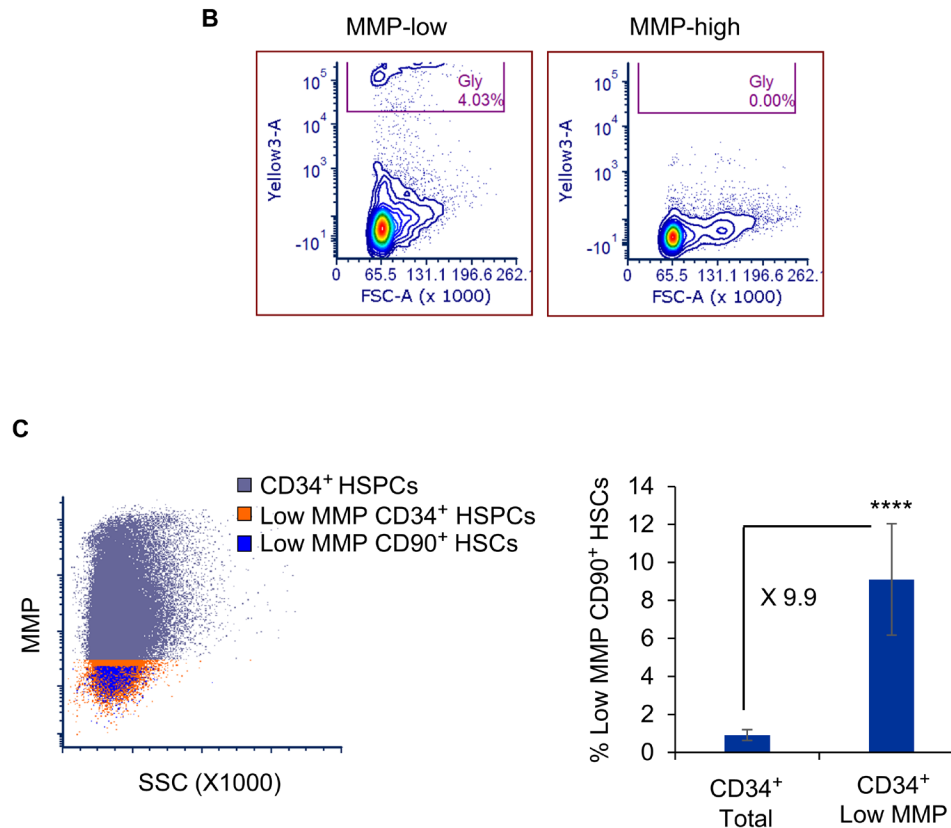 B
MMP-low
MMP-high
Yellow3-A
10⁵
10⁴
10³
-10¹
Gly
4.03%
0
65.5
131.1
196.6
262.
FSC-A (x 1000)
Yellow3-A
10⁵
10⁴
10³
-10¹
Gly
0.00%
0
65.5
131.1
196.6
262.
FSC-A (x 1000)
C
CD34⁺ HSPCs
Low MMP CD34⁺ HSPCs
Low MMP CD90⁺ HSCs
MMP
SSC (X1000)
% Low MMP CD90⁺ HSCs
14
12
10
8
6
4
2
0
****
X 9.9
CD34⁺
Total
CD34⁺
Low MMP